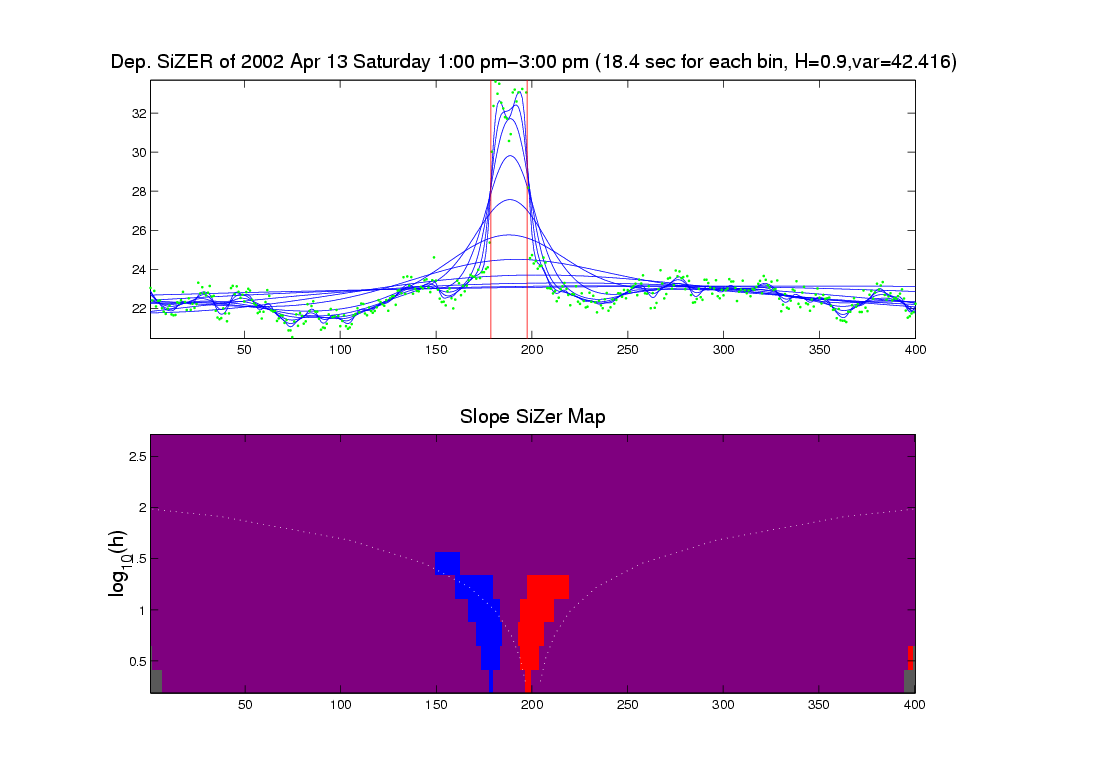 Dep. SiZER of 2002 Apr 13 Saturday 1:00 pm−3:00 pm (18.4 sec for each bin, H=0.9,var=42.416)
32
30
28
26
24
22
50 100 150 200 250 300 350 400
Slope SiZer Map
log10(h)
2.5
2
1.5
1
0.5
50 100 150 200 250 300 350 400